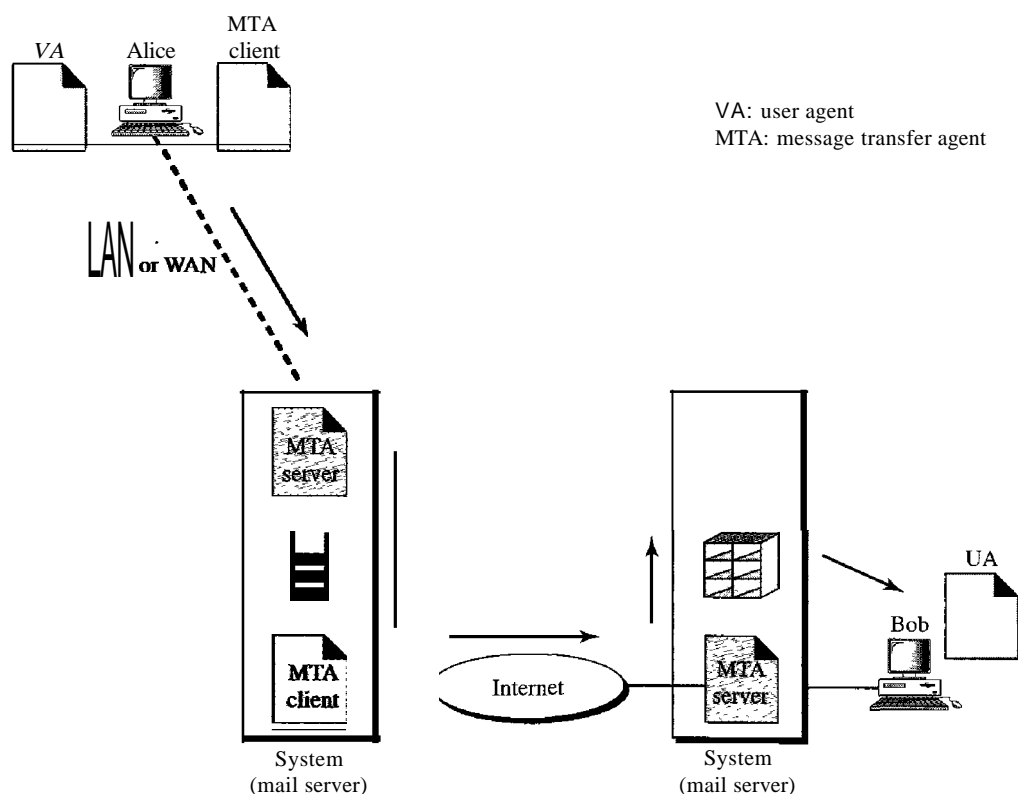 VA
Alice
MTA
client
VA: user agent
MTA: message transfer agent
LAN or WAN
MTA
server
MTA
client
System
(mail server)
Internet
MTA
server
System
(mail server)
UA
Bob